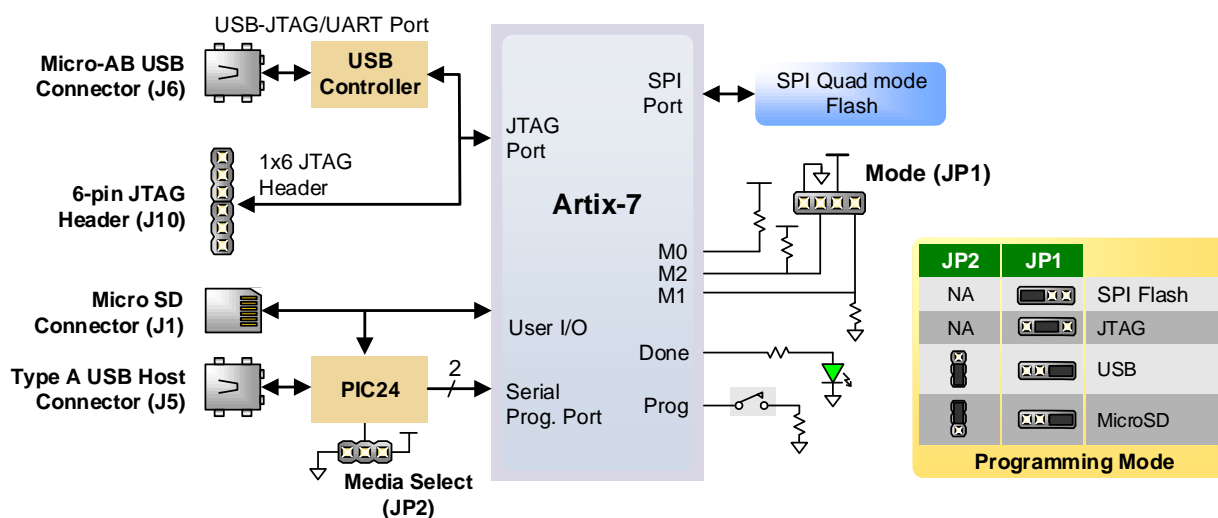 USB-JTAG/UART Port
Micro-AB USB
Connector (J6)
USB
Controller
1x6 JTAG
Header
6-pin JTAG
Header (J10)
Micro SD
Connector (J1)
Type A USB Host
Connector (J5)
PIC24
2
Media Select
(JP2)
Artix-7
JTAG
Port
User I/O
Serial
Prog. Port
SPI
Port
M0
M2
M1
Done
Prog
SPI Quad mode
Flash
Mode (JP1)
JP2 JP1
NA SPI Flash
NA JTAG
USB
MicroSD
Programming Mode